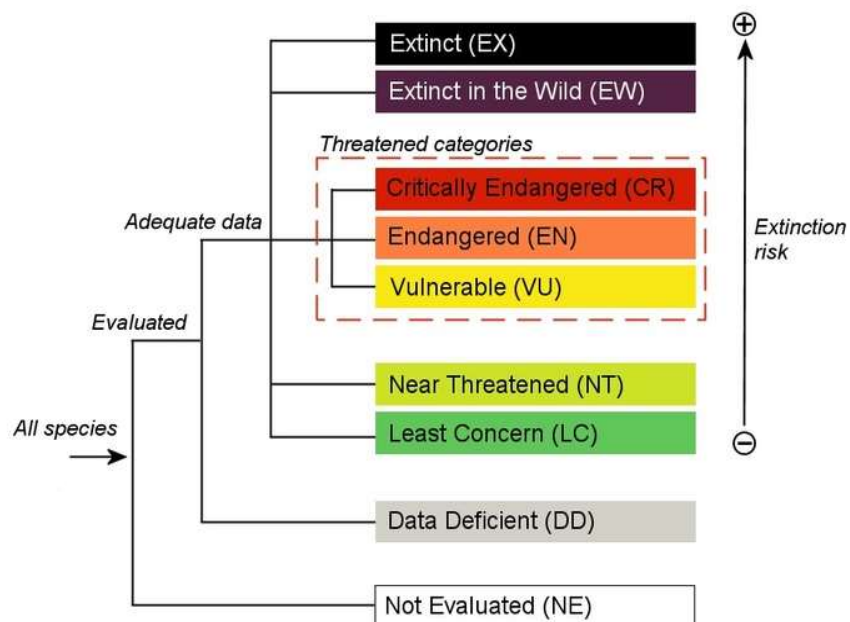 Extinct (EX)
Extinct in the Wild (EW)
Threatened categories
Critically Endangered (CR)
Adequate data
Endangered (EN)
Extinction
risk
Vulnerable (VU)
Evaluated
Near Threatened (NT)
All species
Least Concern (LC)
Data Deficient (DD)
Not Evaluated (NE)